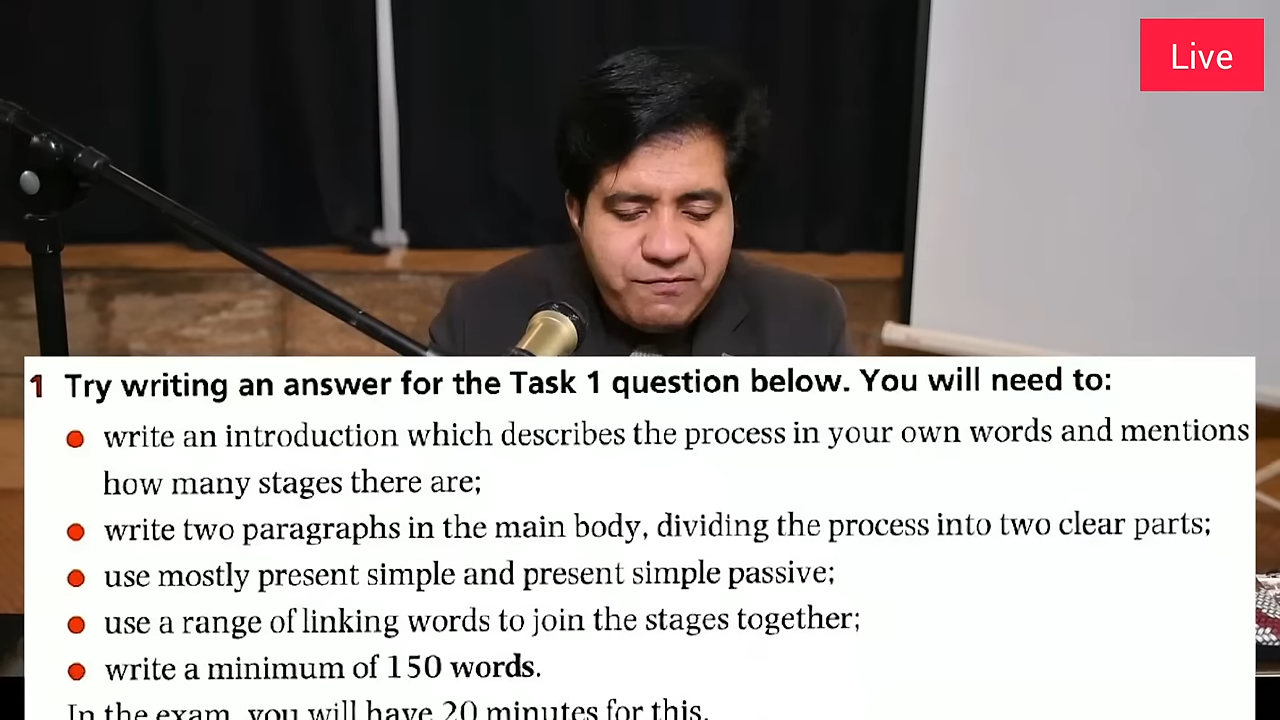 Live
1 Try writing an answer for the Task 1 question below. You will need to:
● write an introduction which describes the process in your own words and mentions
how many stages there are;
● write two paragraphs in the main body, dividing the process into two clear parts;
● use mostly present simple and present simple passive;
● use a range of linking words to join the stages together;
● write a minimum of 150 words.
In the exam, you will have 20 minutes for this.